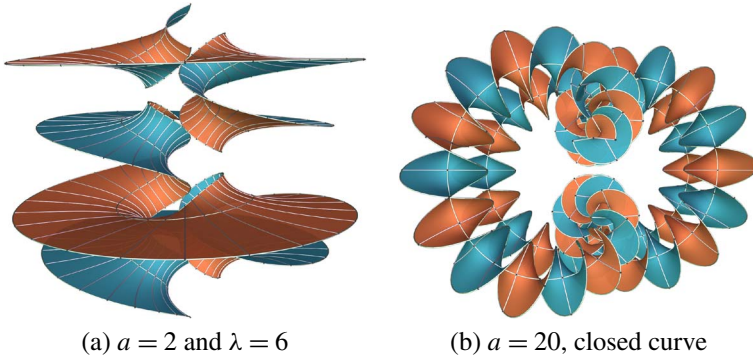 (a) a = 2 and λ = 6
(b) a = 20, closed curve